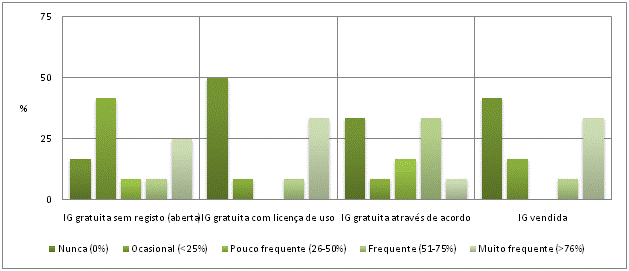 75
50
%
25
0
IG gratuita sem registo (aberta) IG gratuita com licença de uso IG gratuita através de acordo IG vendida
Nunca (0%) Ocasional (<25%) Pouco frequente (26-50%) Frequente (51-75%) Muito frequente (>76%)